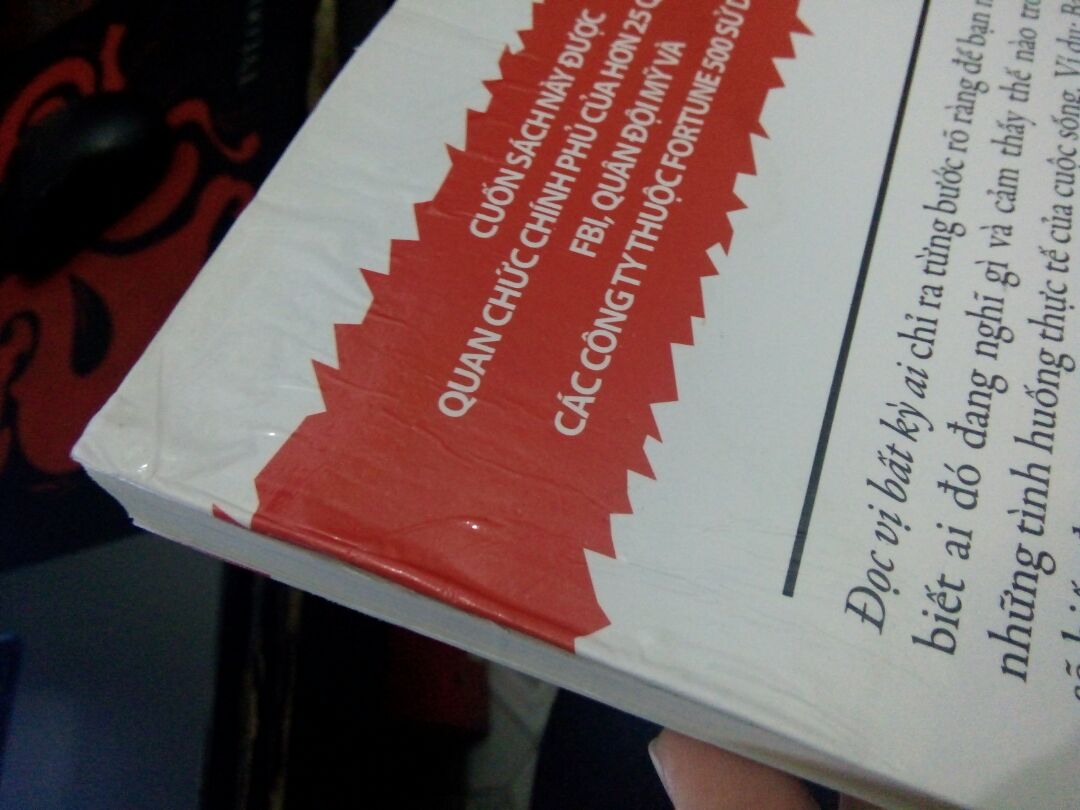 CUỐN SÁCH NÀY ĐƯỢC
QUAN CHỨC CHÍNH PHỦ CỦA HƠN 25
FBI, QUÂN ĐỘI MỸ VÀ
CÁC CÔNG TY THUỘC FORTUNE 500 SỬ
Đọc vị bất kỳ ai chỉ ra từng bước rõ ràng để bạn
biết ai đó đang nghĩ gì và cảm thấy thế nào
những tình huống thực tế của cuộc sống. Ví dụ: